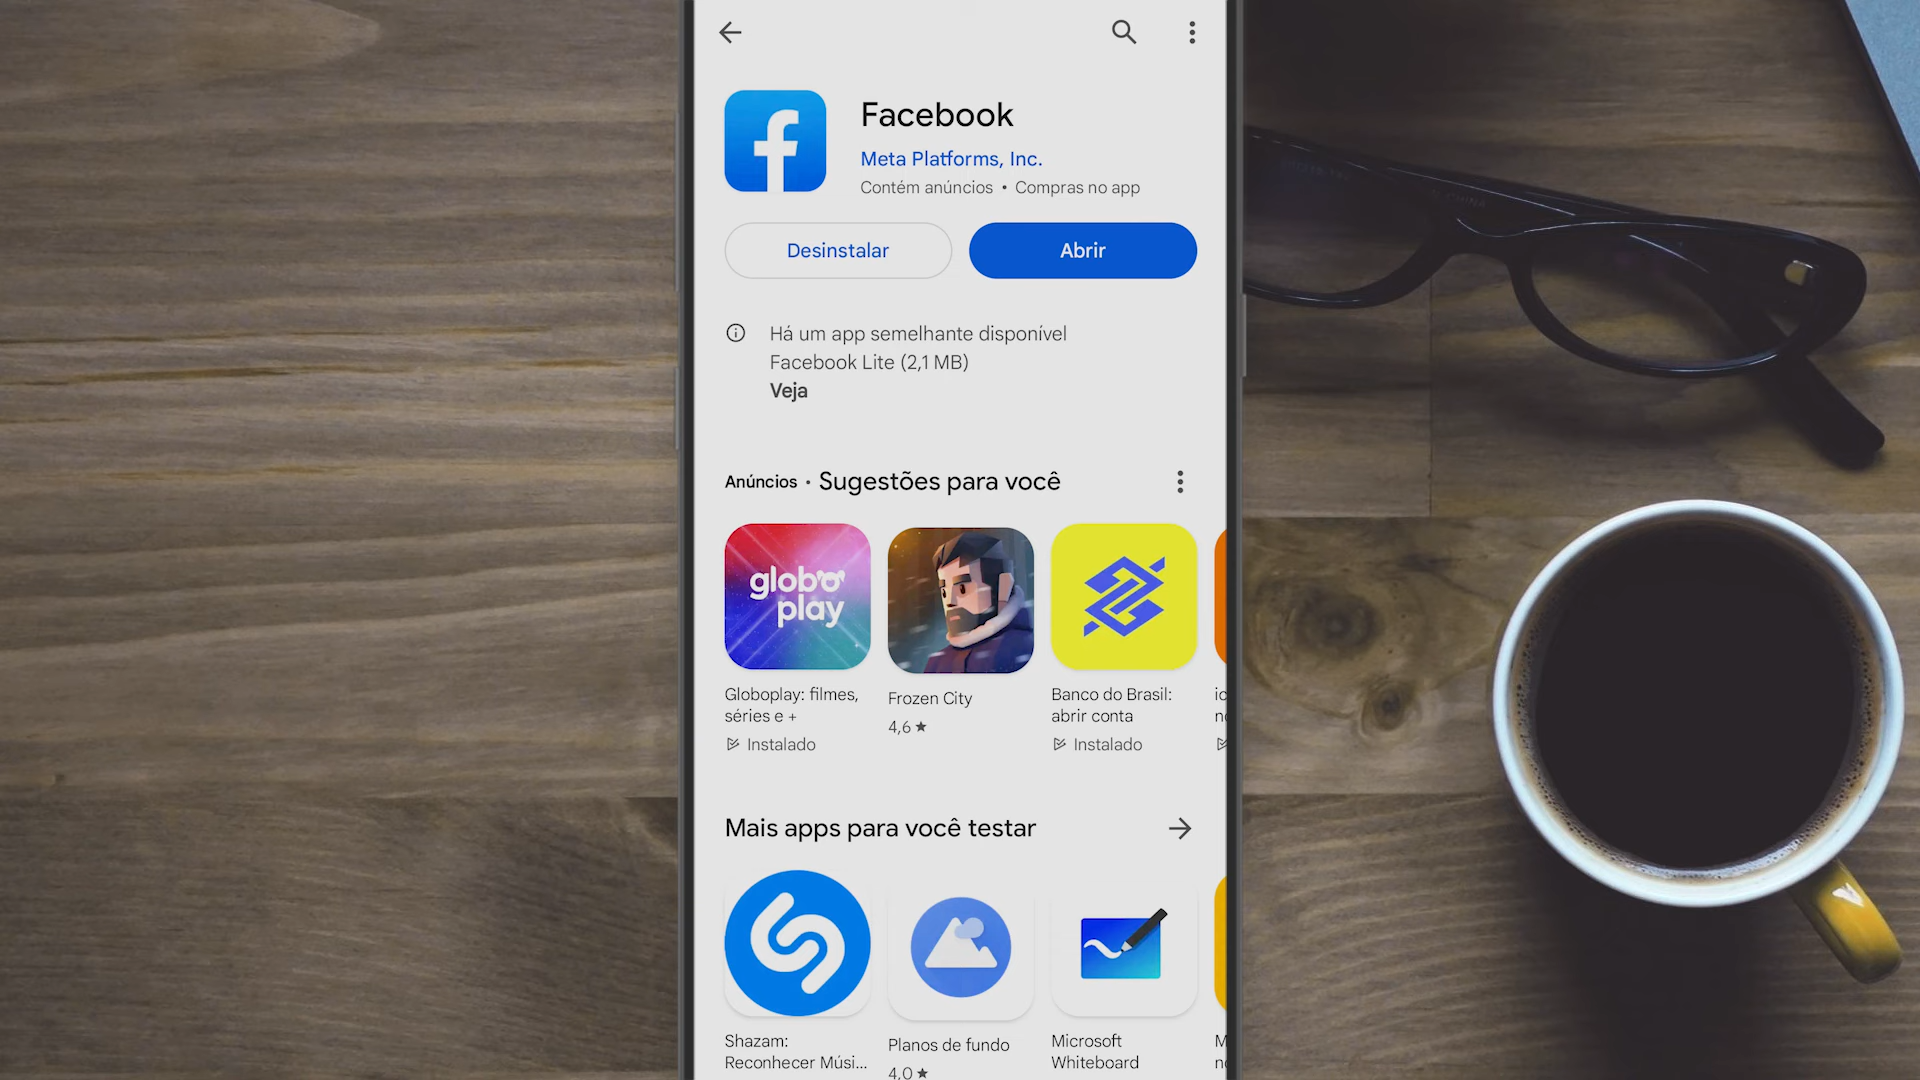 Facebook
Meta Platforms, Inc.
Contém anúncios • Compras no app
Desinstalar
Abrir
Há um app semelhante disponível
Facebook Lite (2,1 MB)
Veja
Anúncios • Sugestões para você
globo
play
Globoplay: filmes,
séries e +
Instalado
Frozen City
4,6 ★
Banco do Brasil:
abrir conta
Instalado
Mais apps para você testar
Shazam:
Reconhecer Músi...
Planos de fundo
4,0 ★
Microsoft
Whiteboard